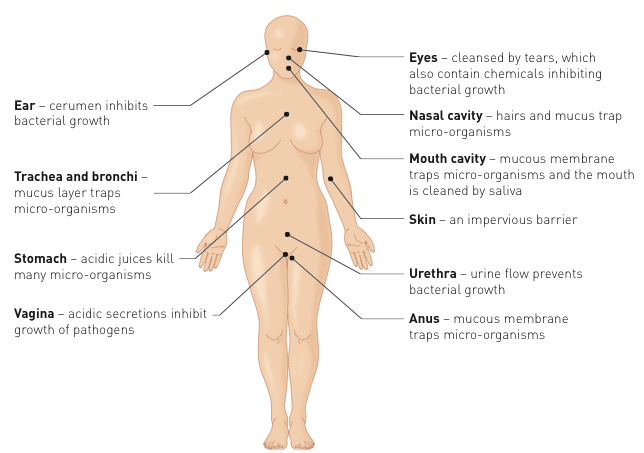 Ear – cerumen inhibits
bacterial growth
Trachea and bronchi –
mucus layer traps
micro-organisms
Stomach – acidic juices kill
many micro-organisms
Vagina – acidic secretions inhibit
growth of pathogens
Eyes – cleansed by tears, which
also contain chemicals inhibiting
bacterial growth
Nasal cavity – hairs and mucus trap
micro-organisms
Mouth cavity – mucous membrane
traps micro-organisms and the mouth
is cleaned by saliva
Skin – an impervious barrier
Urethra – urine flow prevents
bacterial growth
Anus – mucous membrane
traps micro-organisms